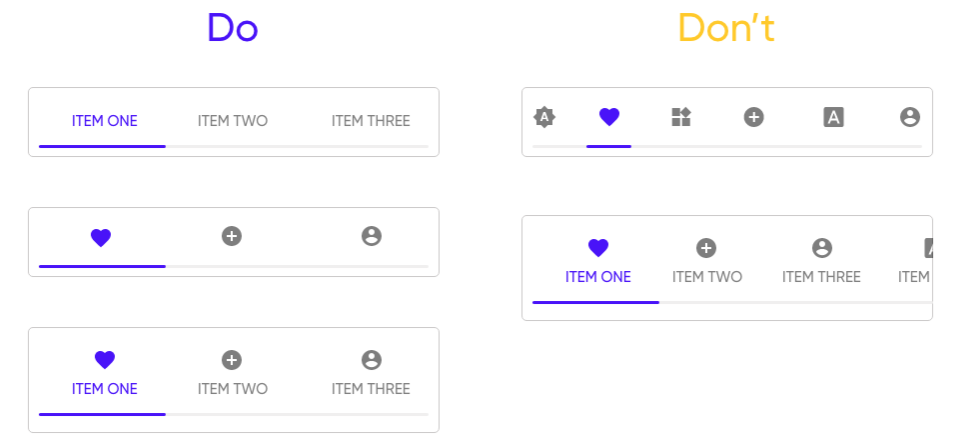 Do
Don't
ITEM ONE ITEM TWO ITEM THREE
A A
ITEM ONE ITEM TWO ITEM THREE ITEM
ITEM ONE ITEM TWO ITEM THREE